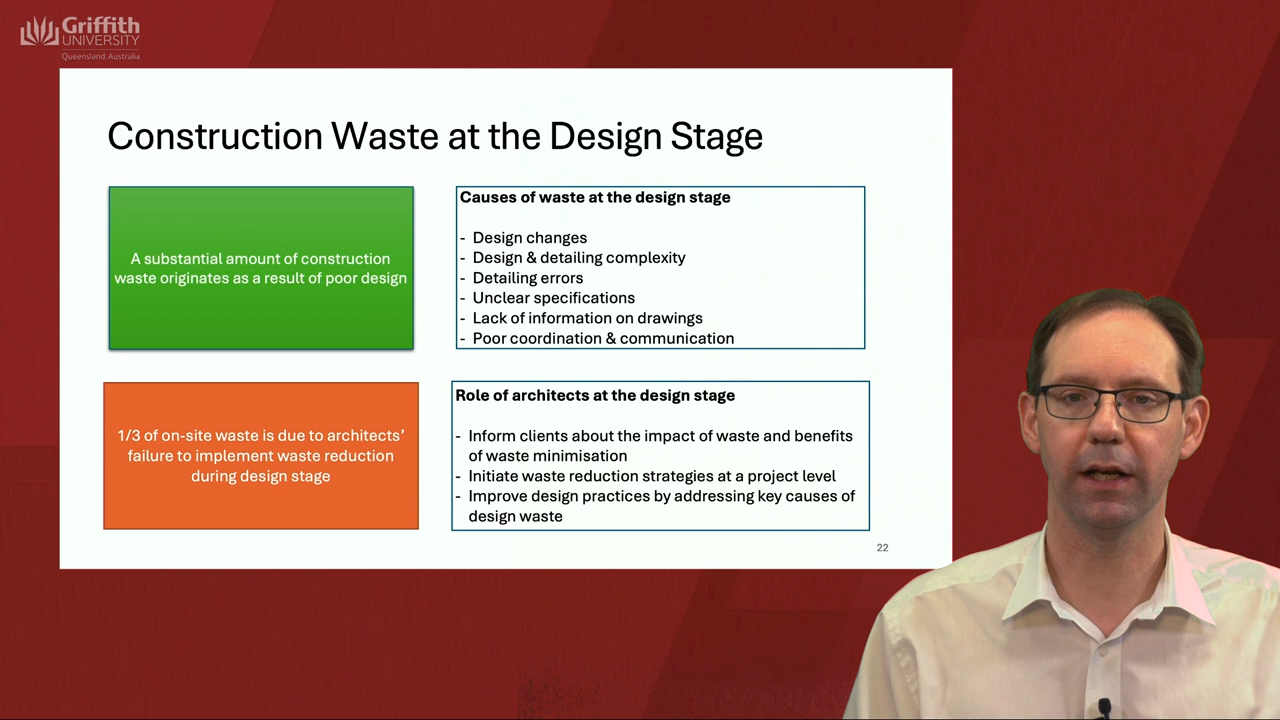 Griffith
UNIVERSITY
Queensland, Australia
Construction Waste at the Design Stage
A substantial amount of construction
waste originates as a result of poor design
Causes of waste at the design stage
- Design changes
- Design & detailing complexity
- Detailing errors
- Unclear specifications
- Lack of information on drawings
- Poor coordination & communication
1/3 of on-site waste is due to architects’
failure to implement waste reduction
during design stage
Role of architects at the design stage
- Inform clients about the impact of waste and benefits
of waste minimisation
- Initiate waste reduction strategies at a project level
- Improve design practices by addressing key causes of
design waste
22